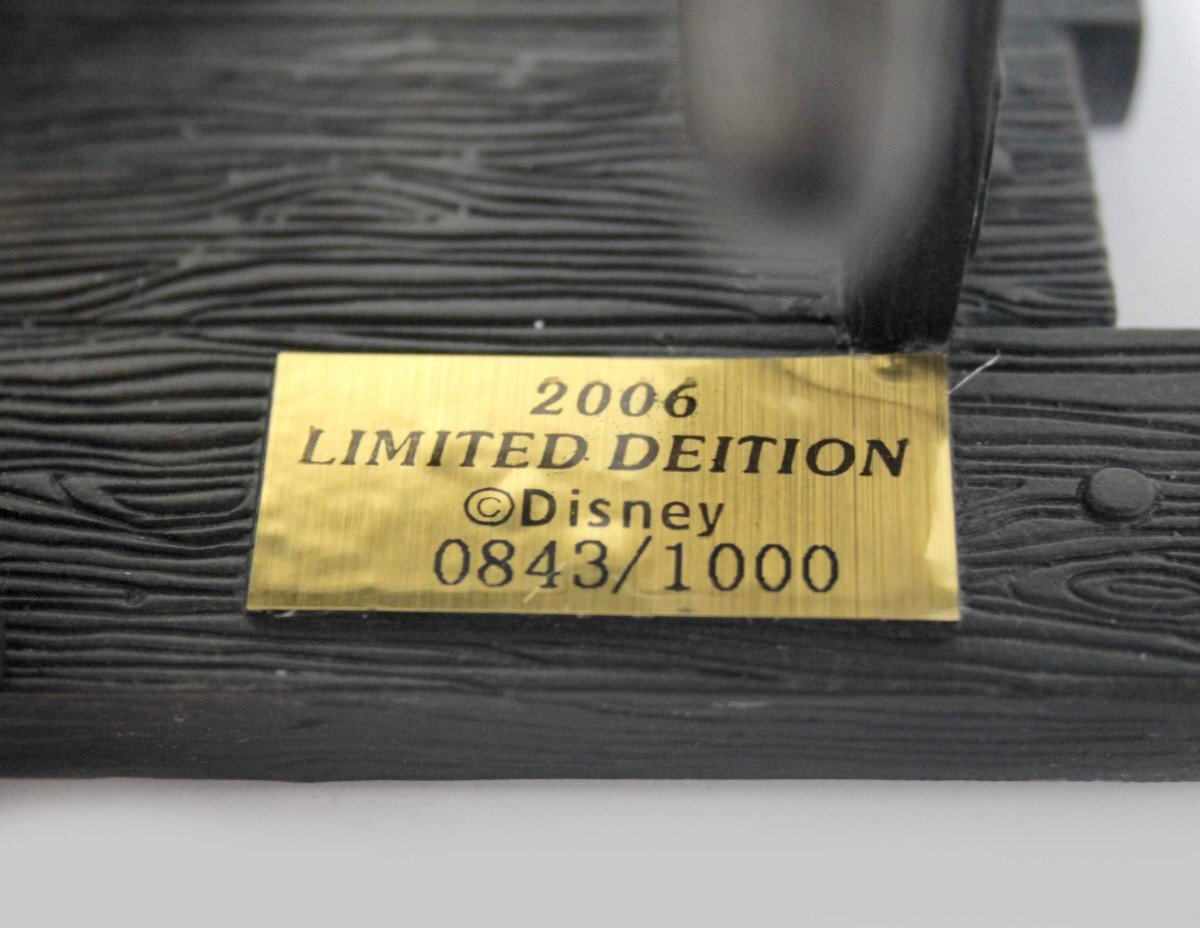 2006
LIMITED DEITION
©Disney
0843/1000